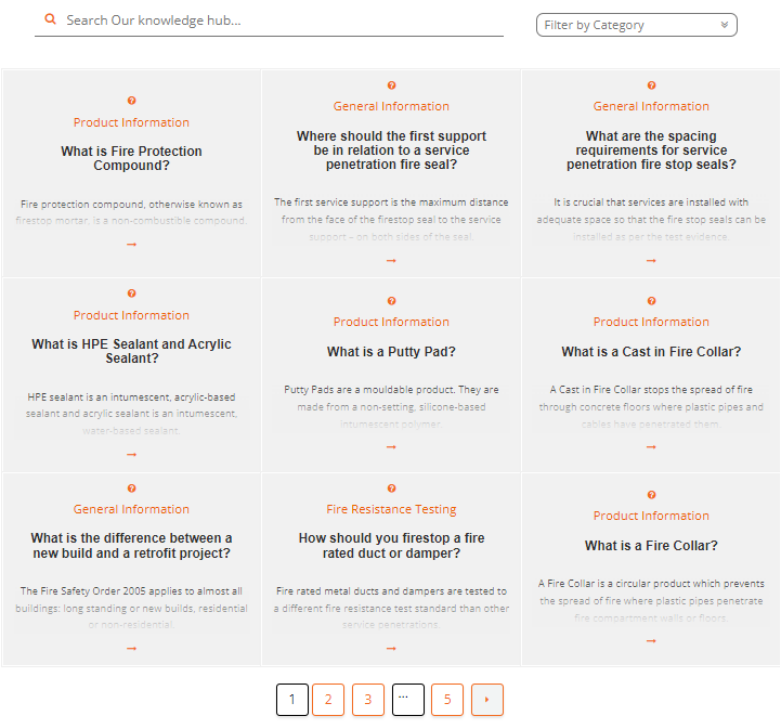 Search Our knowledge hub...
Filter by Category
Product Information
What is Fire Protection
Compound?
Fire protection compound, otherwise known as
firestop mortar, is a non-combustible compound.
General Information
Where should the first support
be in relation to a service
penetration fire seal?
The first service support is the maximum distance
from the face of the firestop seal to the service
support – on both sides of the seal.
General Information
What are the spacing
requirements for service
penetration fire stop seals?
It is crucial that services are installed with
adequate space so that the fire stop seals can be
installed as per the test evidence.
Product Information
What is HPE Sealant and Acrylic
Sealant?
HPE sealant is an intumescent, acrylic-based
sealant and acrylic sealant is an intumescent,
water-based sealant.
Product Information
What is a Putty Pad?
Putty Pads are a mouldable product. They are
made from a non-setting, silicone-based
intumescent polymer
Product Information
What is a Cast in Fire Collar?
A Cast in Fire Collar stops the spread of fire
through concrete floors where plastic pipes and
cables have penetrated them
General Information
What is the difference between a
new build and a retrofit project?
The Fire Safety Order 2005 applies to almost all
buildings: long standing or new builds, residential
or non-residential.
Fire Resistance Testing
How should you firestop a fire
rated duct or damper?
Fire rated metal ducts and dampers are tested to
a different fire resistance test standard than other
service penetrations.
Product Information
What is a Fire Collar?
A Fire Collar is a circular product which prevents
the spread of fire where plastic pipes penetrate
fire compartment walls or floors.
1 2 3 ... 5